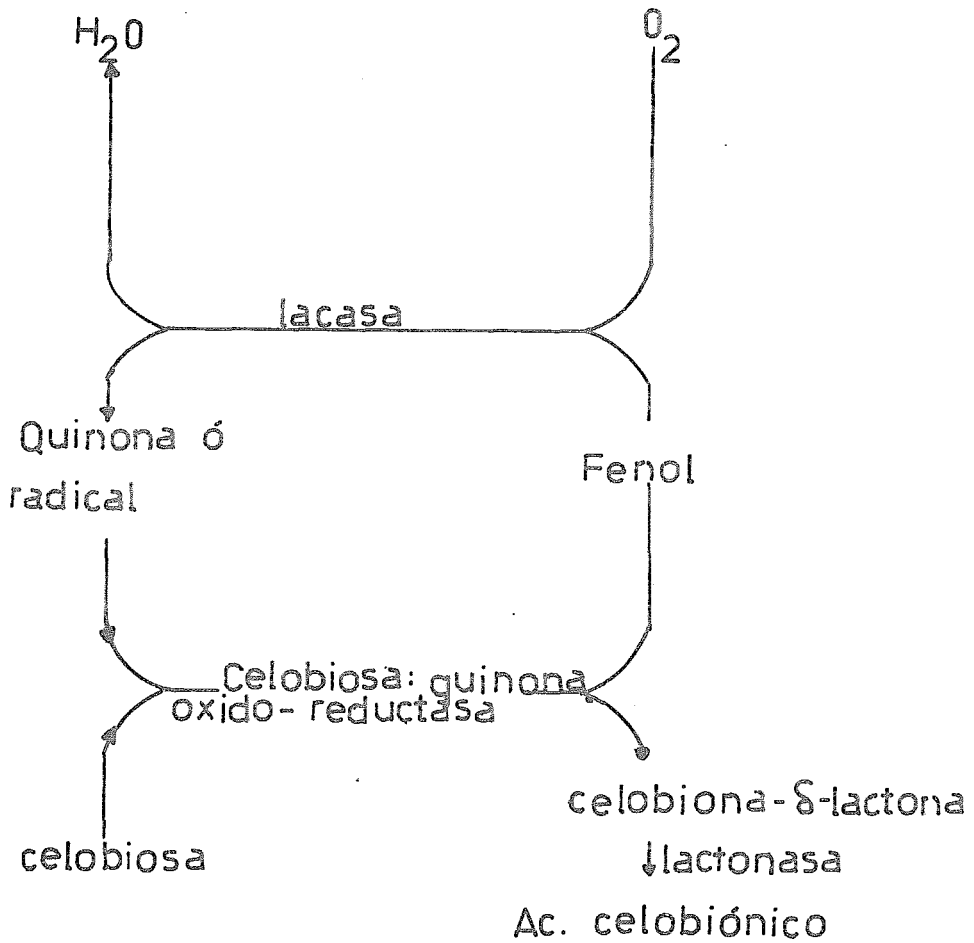 H₂O
O₂
lacasa
Quinona ó
radical
Fenol
Celobiosa: quinona
oxido-reductasa
celobiosa
celobiona-δ-lactona
↓lactonasa
Ac. celobiónico